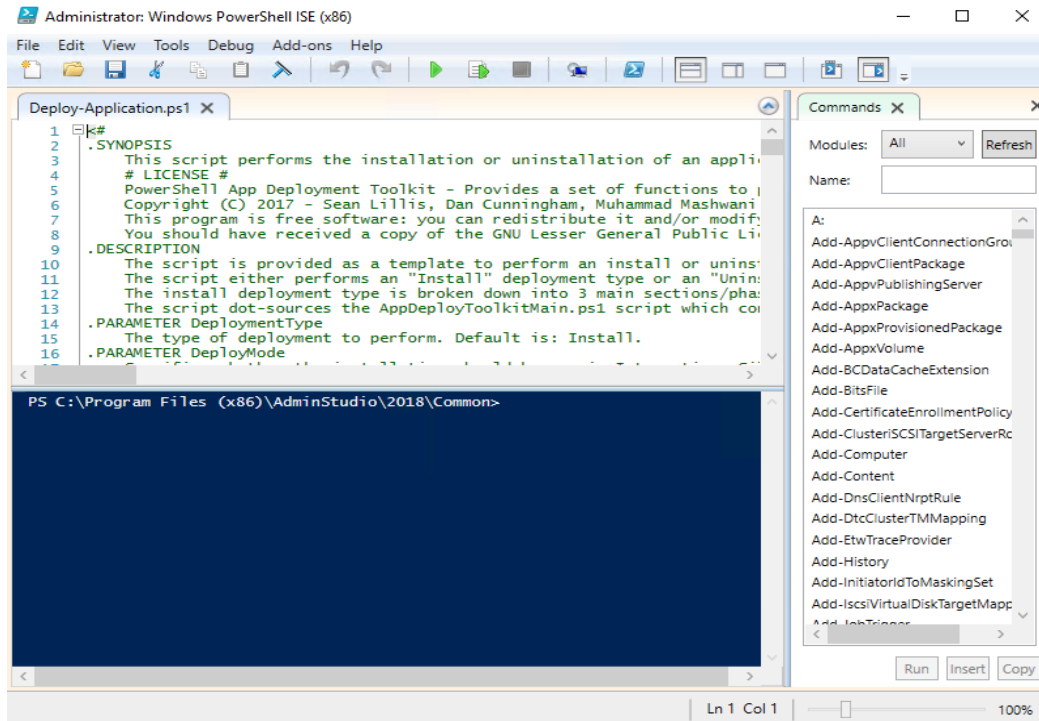 Administrator: Windows PowerShell ISE (x86)
File Edit View Tools Debug Add-ons Help
Deploy-Application.ps1
1 <#
2 .SYNOPSIS
3 This script performs the installation or uninstallation of an appli
4 # LICENSE #
5 PowerShell App Deployment Toolkit - Provides a set of functions to
6 Copyright (C) 2017 - Sean Lillis, Dan Cunningham, Muhammad Mashwani
7 This program is free software: you can redistribute it and/or modify
8 You should have received a copy of the GNU Lesser General Public Li
9 .DESCRIPTION
10 The script is provided as a template to perform an install or unins
11 The script either performs an "Install" deployment type or an "Unin
12 The install deployment type is broken down into 3 main sections/pha
13 The script dot-sources the AppDeployToolkitMain.ps1 script which co
14 .PARAMETER DeploymentType
15 The type of deployment to perform. Default is: Install.
16 .PARAMETER DeployMode
PS C:\Program Files (x86)\AdminStudio\2018\Common>
Commands
Modules: All Refresh
Name:
A:
Add-AppvClientConnectionGrou
Add-AppvClientPackage
Add-AppvPublishingServer
Add-AppxPackage
Add-AppxProvisionedPackage
Add-AppxVolume
Add-BCDataCacheExtension
Add-BitsFile
Add-CertificateEnrollmentPolicy
Add-ClusteriSCSITargetServerRo
Add-Computer
Add-Content
Add-DnsClientNrptRule
Add-DtcClusterTMMapping
Add-EtwTraceProvider
Add-History
Add-InitiatorIdToMaskingSet
Add-IscsiVirtualDiskTargetMapp
Add-JobTrigger
Run Insert Copy
Ln 1 Col 1 100%